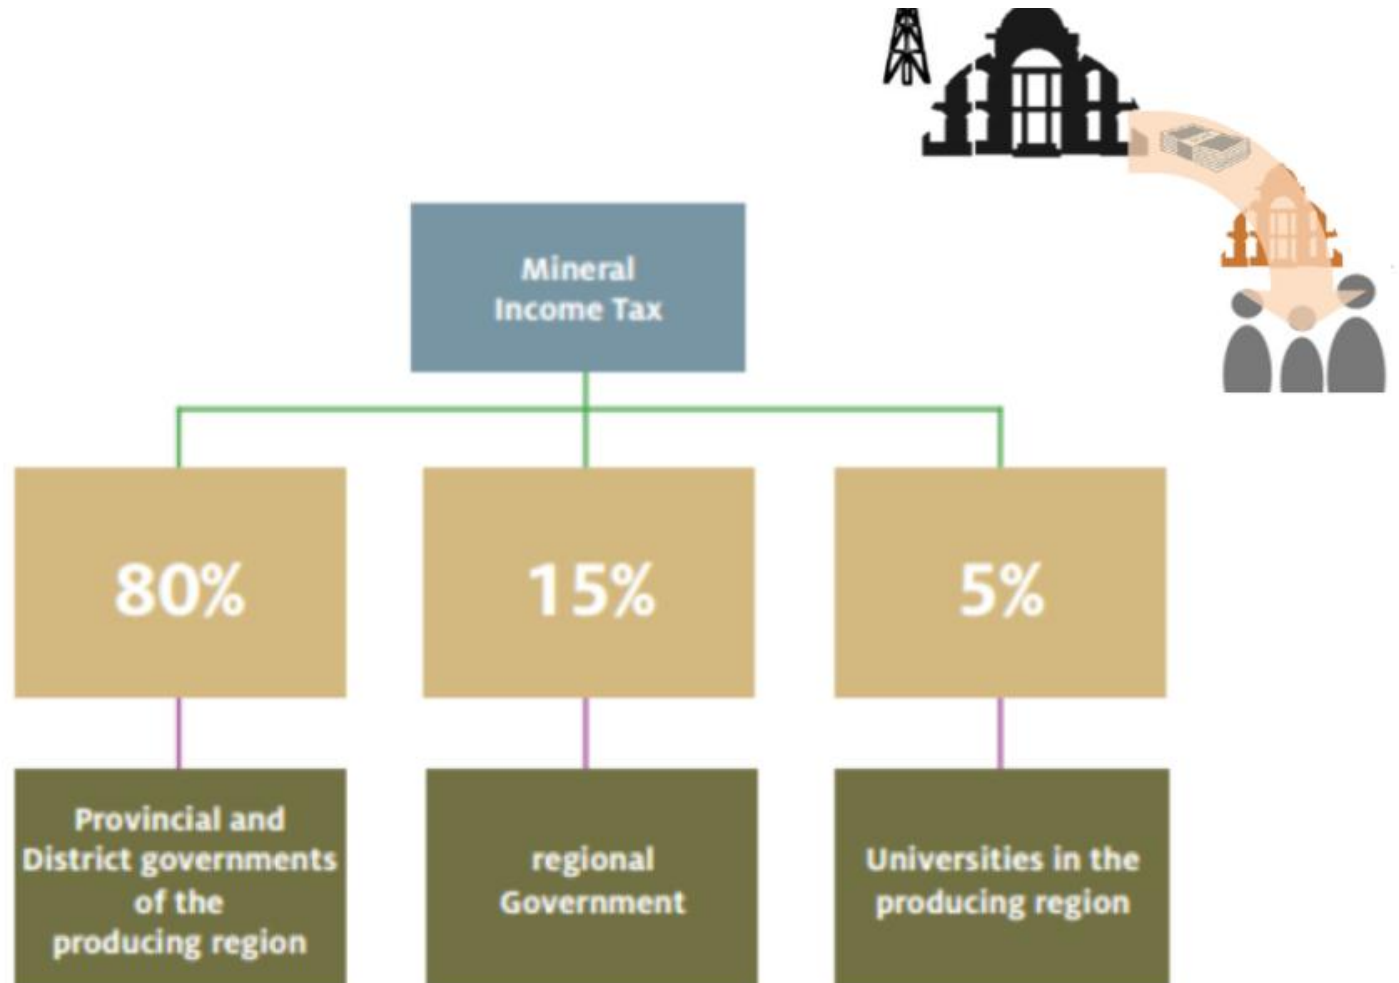 Mineral
Income Tax
80%
15%
5%
Provincial and
District governments
of the
producing region
regional
Government
Universities in the
producing region